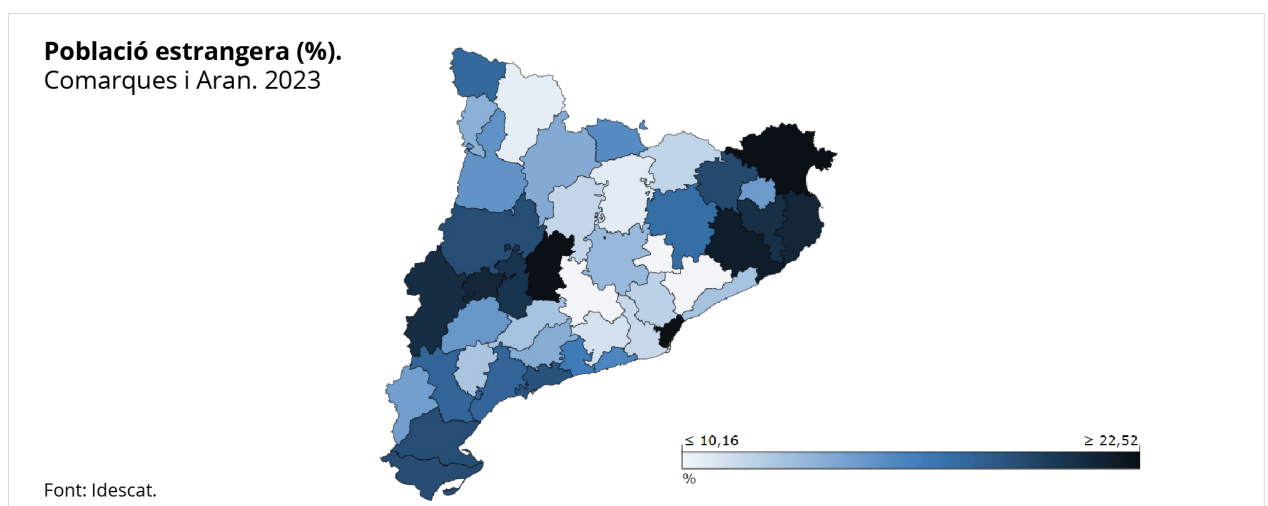 Població estrangera (%).
Comarques i Aran. 2023
≤ 10,16
≥ 22,52
%
Font: Idescat.